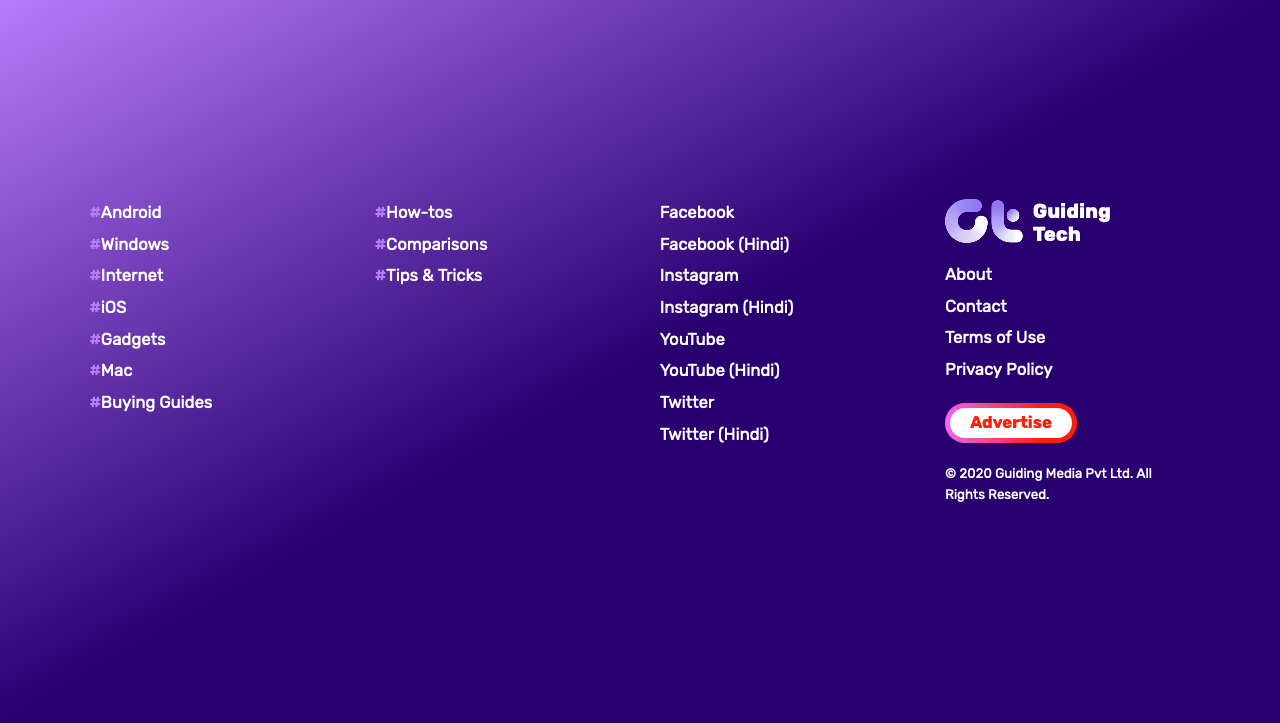 #Android
#Windows
#Internet
#iOS
#Gadgets
#Mac
#Buying Guides
#How-tos
#Comparisons
#Tips & Tricks
Facebook
Facebook (Hindi)
Instagram
Instagram (Hindi)
YouTube
YouTube (Hindi)
Twitter
Twitter (Hindi)
Guiding
Tech
About
Contact
Terms of Use
Privacy Policy
Advertise
© 2020 Guiding Media Pvt Ltd. All
Rights Reserved.